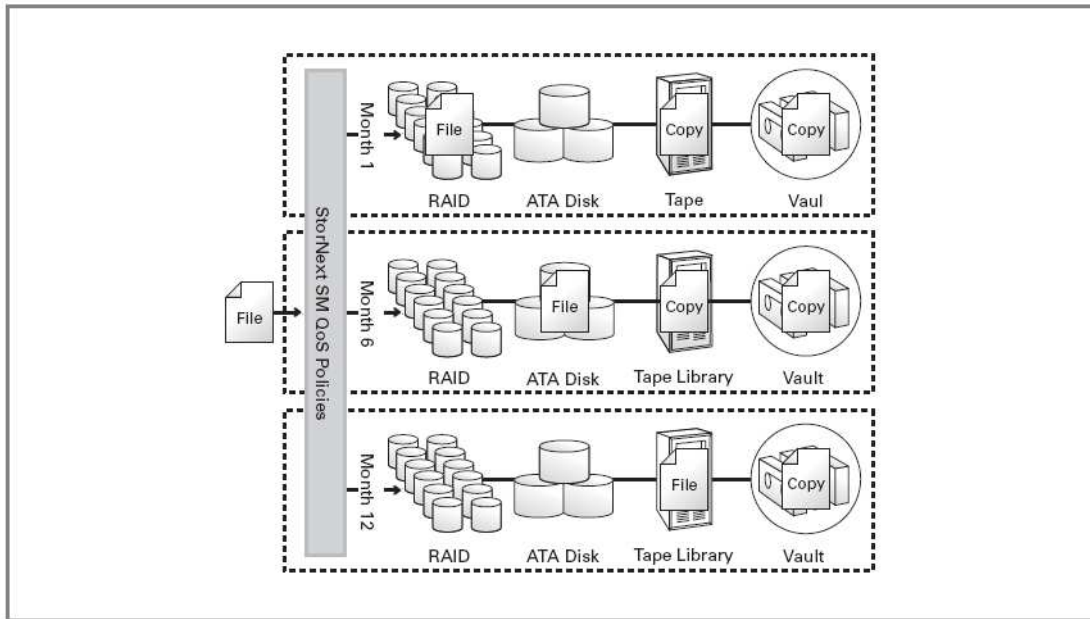 Month 1
File
Copy
Copy
RAID
ATA Disk
Tape
Vaul
StorNext SM QoS Policies
File
Month 6
File
Copy
Copy
RAID
ATA Disk
Tape Library
Vault
Month 12
File
Copy
RAID
ATA Disk
Tape Library
Vault